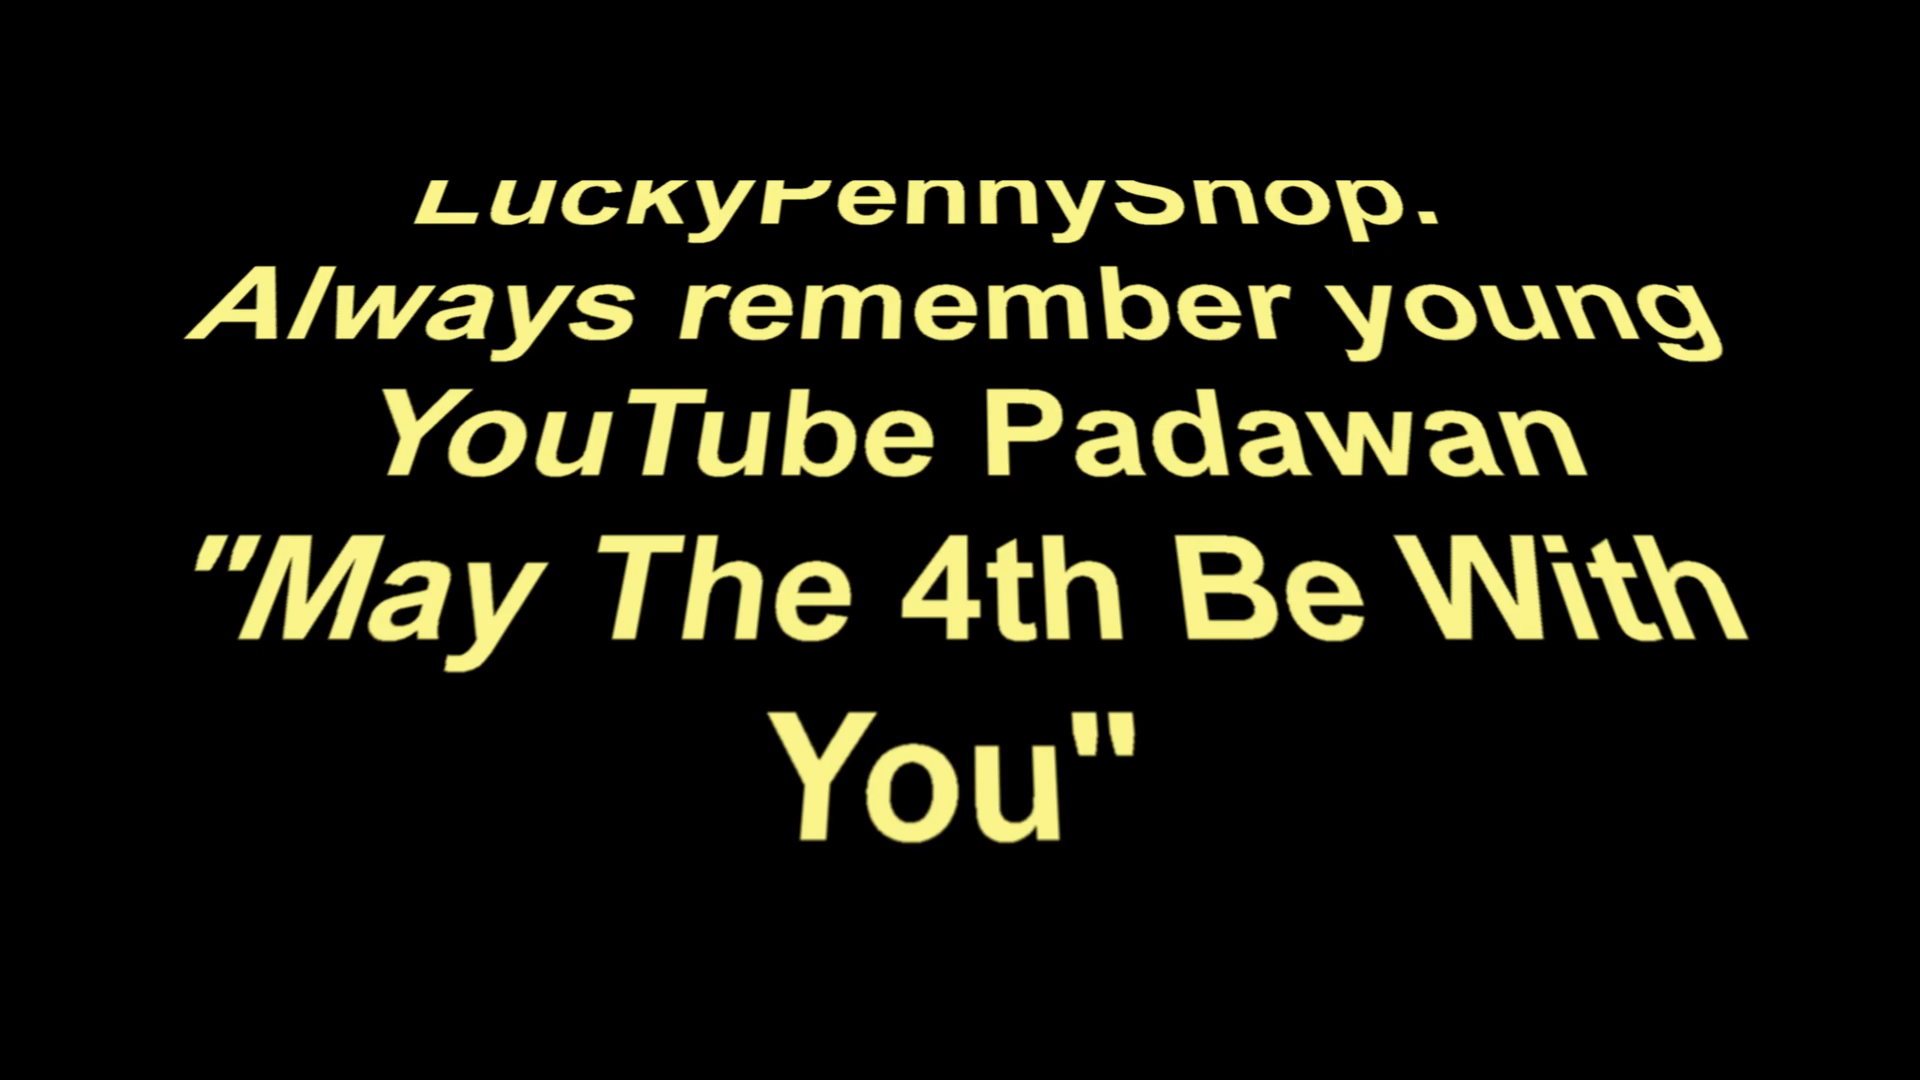 LuckyPennyShop.
Always remember young
YouTube Padawan
"May The 4th Be With
You"